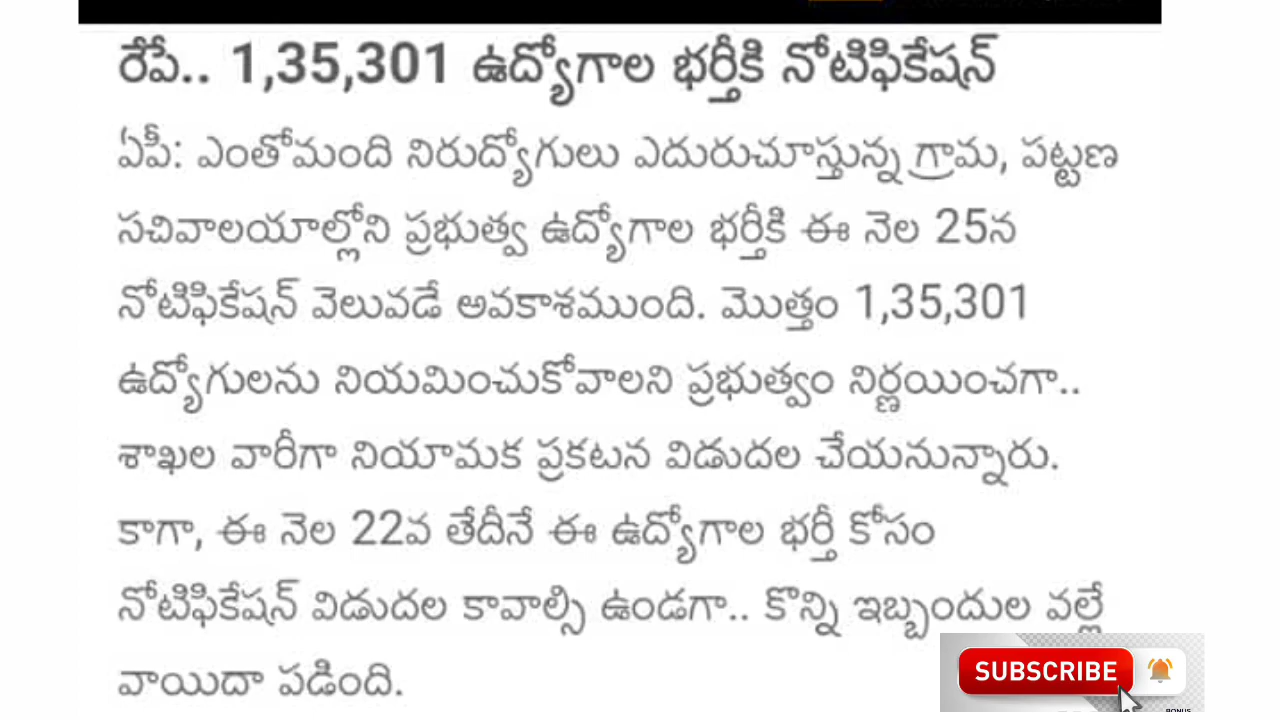 రేపే.. 1,35,301 ఉద్యోగాల భర్తీకి నోటిఫికేషన్
ఏపీ: ఎంతోమంది నిరుద్యోగులు ఎదురుచూస్తున్న గ్రామ, పట్టణ
సచివాలయాల్లోని ప్రభుత్వ ఉద్యోగాల భర్తీకి ఈ నెల 25న
నోటిఫికేషన్ వెలువడే అవకాశముంది. మొత్తం 1,35,301
ఉద్యోగులను నియమించుకోవాలని ప్రభుత్వం నిర్ణయించగా..
శాఖల వారీగా నియామక ప్రకటన విడుదల చేయనున్నారు.
కాగా, ఈ నెల 22వ తేదీనే ఈ ఉద్యోగాల భర్తీ కోసం
నోటిఫికేషన్ విడుదల కావాల్సి ఉండగా.. కొన్ని ఇబ్బందుల వల్లే
వాయిదా పడింది.
SUBSCRIBE
BONUS